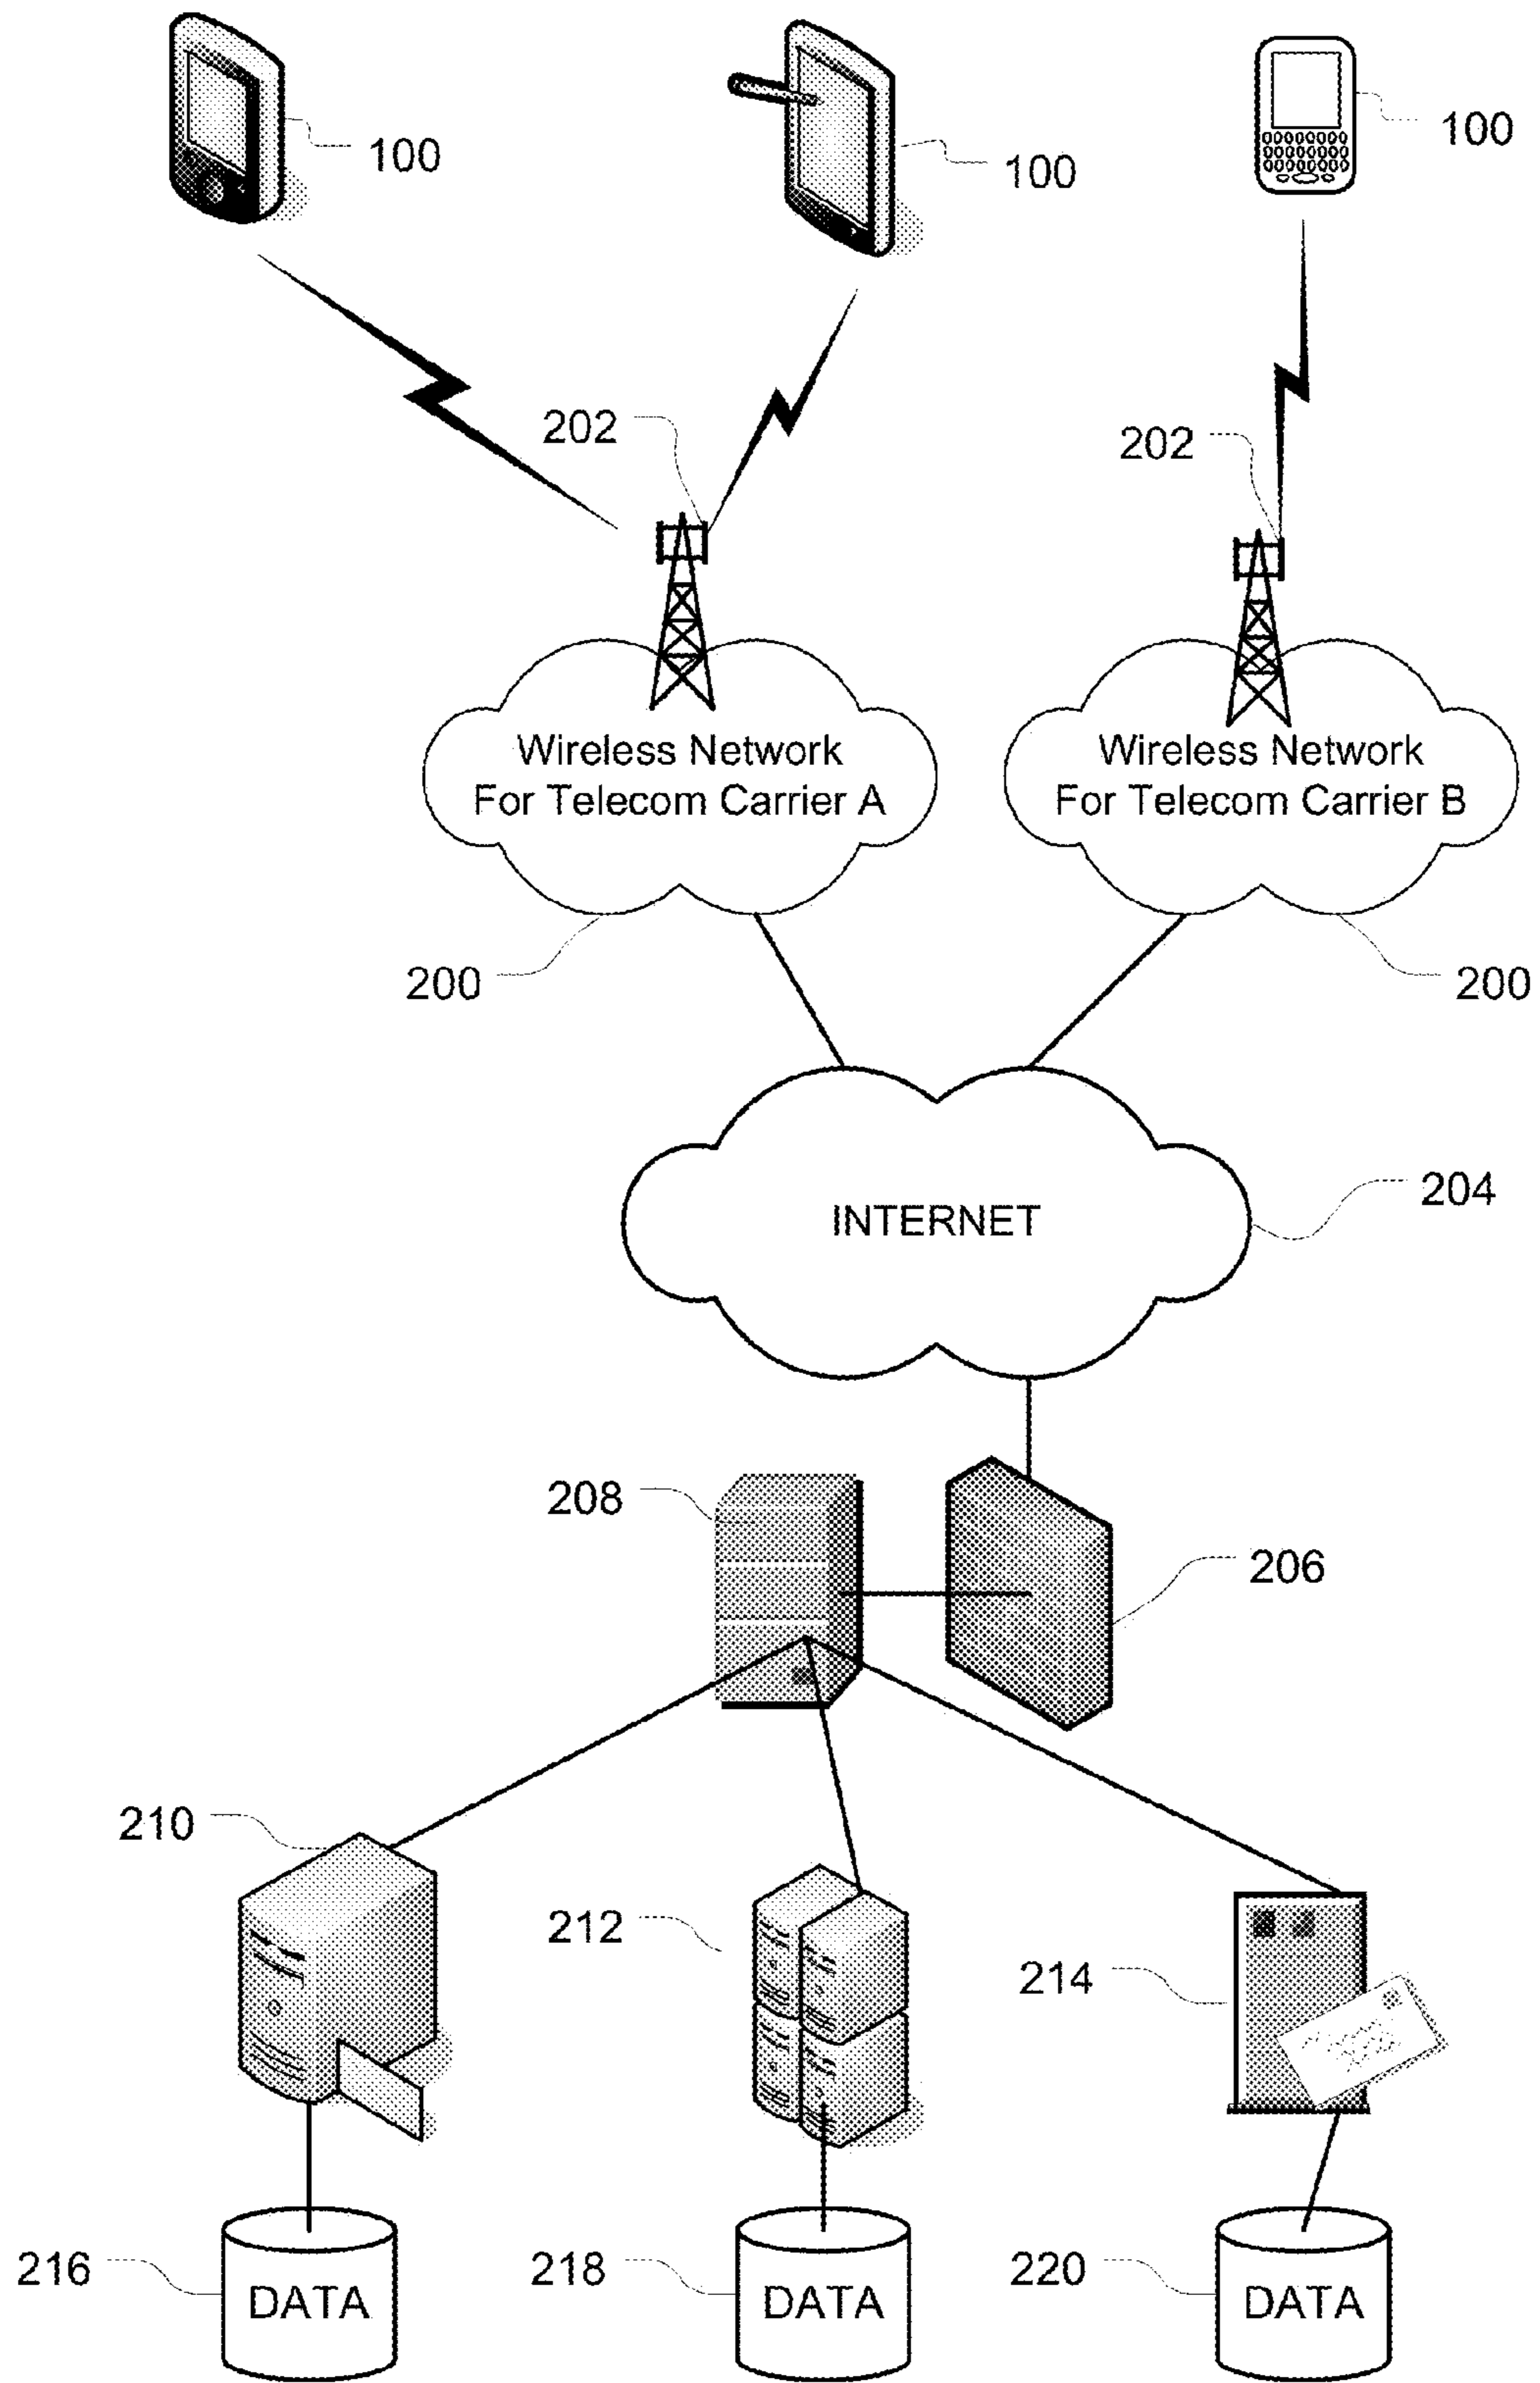 100
100
100
202
202
Wireless Network
For Telecom Carrier A
Wireless Network
For Telecom Carrier B
200
200
INTERNET
204
208
206
210
212
214
216
DATA
218
DATA
220
DATA